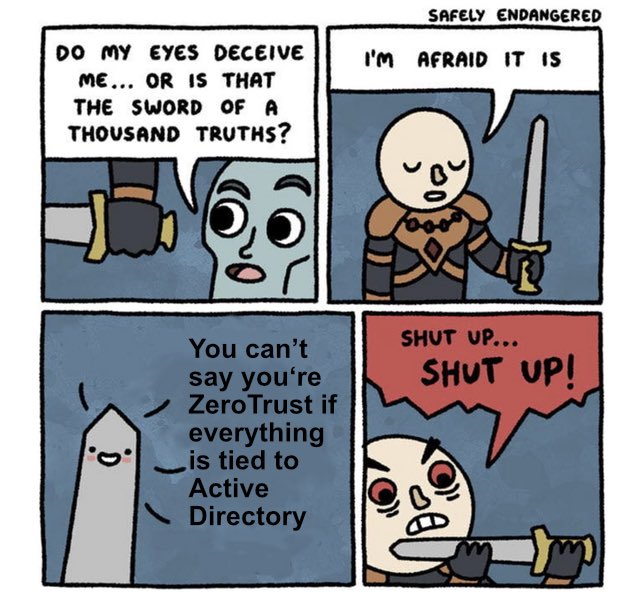 SAFELY ENDANGERED
DO MY EYES DECEIVE
ME... OR IS THAT
THE SWORD OF A
THOUSAND TRUTHS?
I'M AFRAID IT IS
You can't
say you‘re
ZeroTrust if
everything
is tied to
Active
Directory
SHUT UP...
SHUT UP!